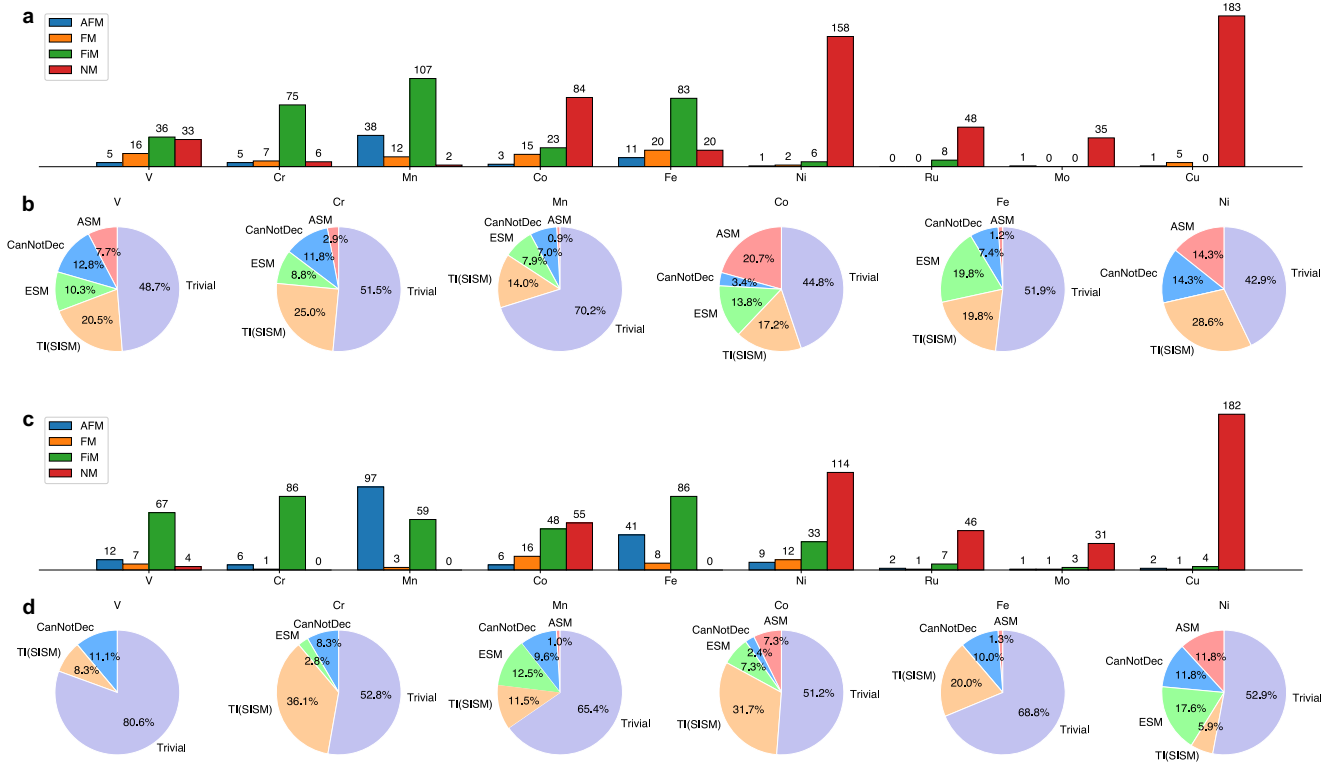 a
AFM
FM
FiM
NM
5 16 36 33
5 7 75 6
38 12 107 2
3 15 23 84
11 20 83 20
1 2 6 158
0 0 8 48
1 0 0 35
1 5 0 183
V Cr Mn Co Fe Ni Ru Mo Cu
b
V
ASM 7.7%
CanNotDec 12.8%
ESM 10.3%
TI(SISM) 20.5%
Trivial 48.7%
Cr
ASM 2.9%
CanNotDec 11.8%
ESM 8.8%
TI(SISM) 25.0%
Trivial 51.5%
Mn
ASM 0.9%
CanNotDec 7.0%
ESM 7.9%
TI(SISM) 14.0%
Trivial 70.2%
Co
ASM 20.7%
CanNotDec 3.4%
ESM 13.8%
TI(SISM) 17.2%
Trivial 44.8%
Fe
ASM 1.2%
CanNotDec 7.4%
ESM 19.8%
TI(SISM) 19.8%
Trivial 51.9%
Ni
ASM 14.3%
CanNotDec 14.3%
TI(SISM) 28.6%
Trivial 42.9%
c
AFM
FM
FiM
NM
12 7 67 4
6 1 86 0
97 3 59 0
6 16 48 55
41 8 86 0
9 12 33 114
2 1 7 46
1 1 3 31
2 1 4 182
V Cr Mn Co Fe Ni Ru Mo Cu
d
V
CanNotDec 11.1%
TI(SISM) 8.3%
Trivial 80.6%
Cr
CanNotDec 8.3%
ESM 2.8%
TI(SISM) 36.1%
Trivial 52.8%
Mn
ASM 1.0%
CanNotDec 9.6%
ESM 12.5%
TI(SISM) 11.5%
Trivial 65.4%
Co
ASM 7.3%
CanNotDec 2.4%
ESM 7.3%
TI(SISM) 31.7%
Trivial 51.2%
Fe
ASM 1.3%
CanNotDec 10.0%
TI(SISM) 20.0%
Trivial 68.8%
Ni
ASM 11.8%
CanNotDec 11.8%
ESM 17.6%
TI(SISM) 5.9%
Trivial 52.9%